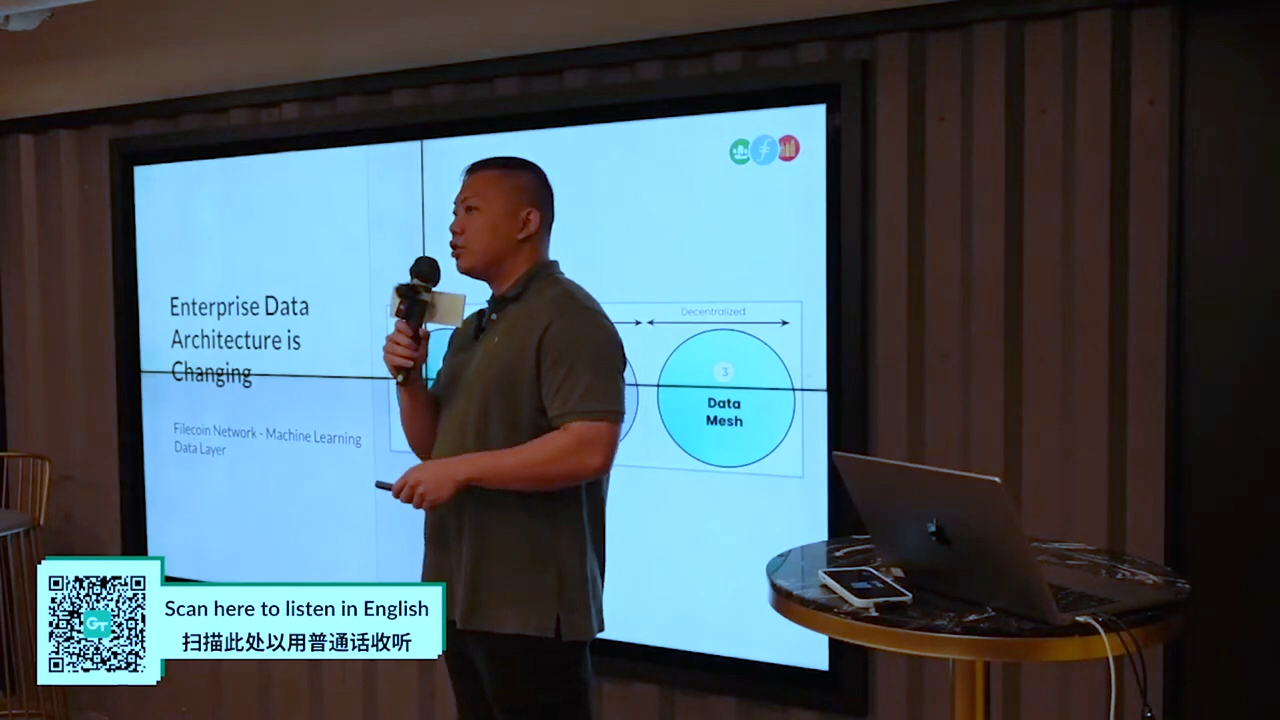 Enterprise Data
Architecture is
Changing
Filecoin Network - Machine Learning
Data Layer
Decentralized
3
Data
Mesh
GT
Scan here to listen in English
扫描此处以用普通话收听